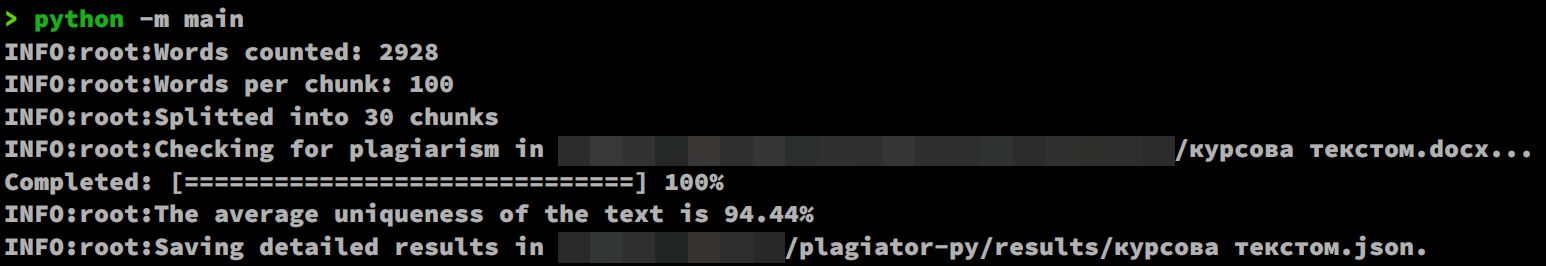 > python -m main
INFO:root:Words counted: 2928
INFO:root:Words per chunk: 100
INFO:root:Splitted into 30 chunks
INFO:root:Checking for plagiarism in /курсова текстом.docx...
Completed: [==============================] 100%
INFO:root:The average uniqueness of the text is 94.44%
INFO:root:Saving detailed results in /plagiator-py/results/курсова текстом.json.